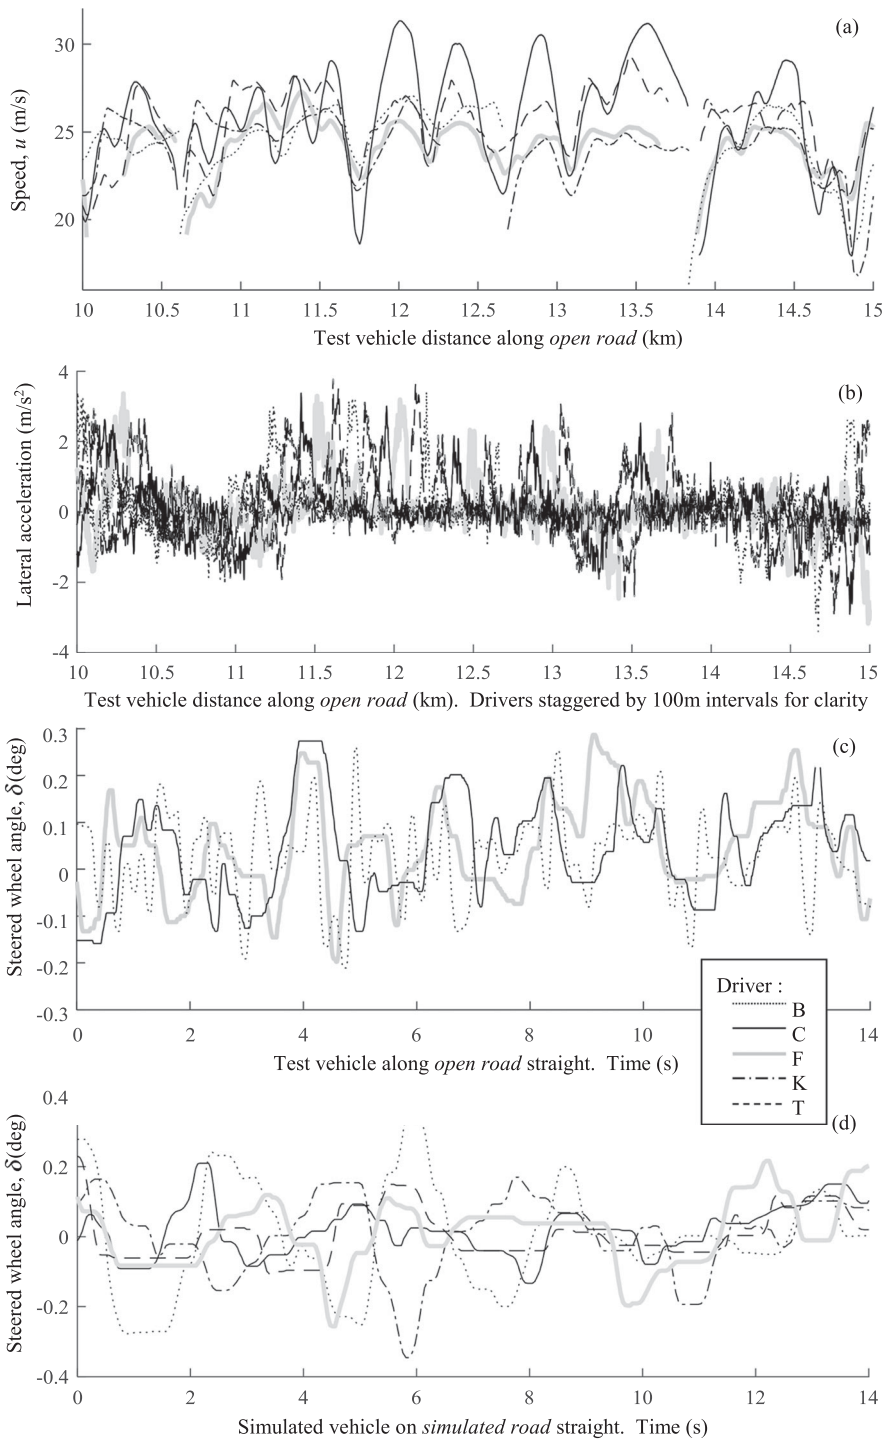 (a)
30
25
20
Speed, u (m/s)
10 10.5 11 11.5 12 12.5 13 13.5 14 14.5 15
Test vehicle distance along open road (km)
(b)
4
2
0
-2
-4
Lateral acceleration (m/s²)
10 10.5 11 11.5 12 12.5 13 13.5 14 14.5 15
Test vehicle distance along open road (km). Drivers staggered by 100m intervals for clarity
(c)
0.3
0.2
0.1
0
-0.1
-0.2
-0.3
Steered wheel angle, δ(deg)
0 2 4 6 8 10 14
Test vehicle along open road straight. Time (s)
Driver :
B
C
F
K
T
(d)
0.4
0.2
0
-0.2
-0.4
Steered wheel angle, δ(deg)
0 2 4 6 8 10 12 14
Simulated vehicle on simulated road straight. Time (s)